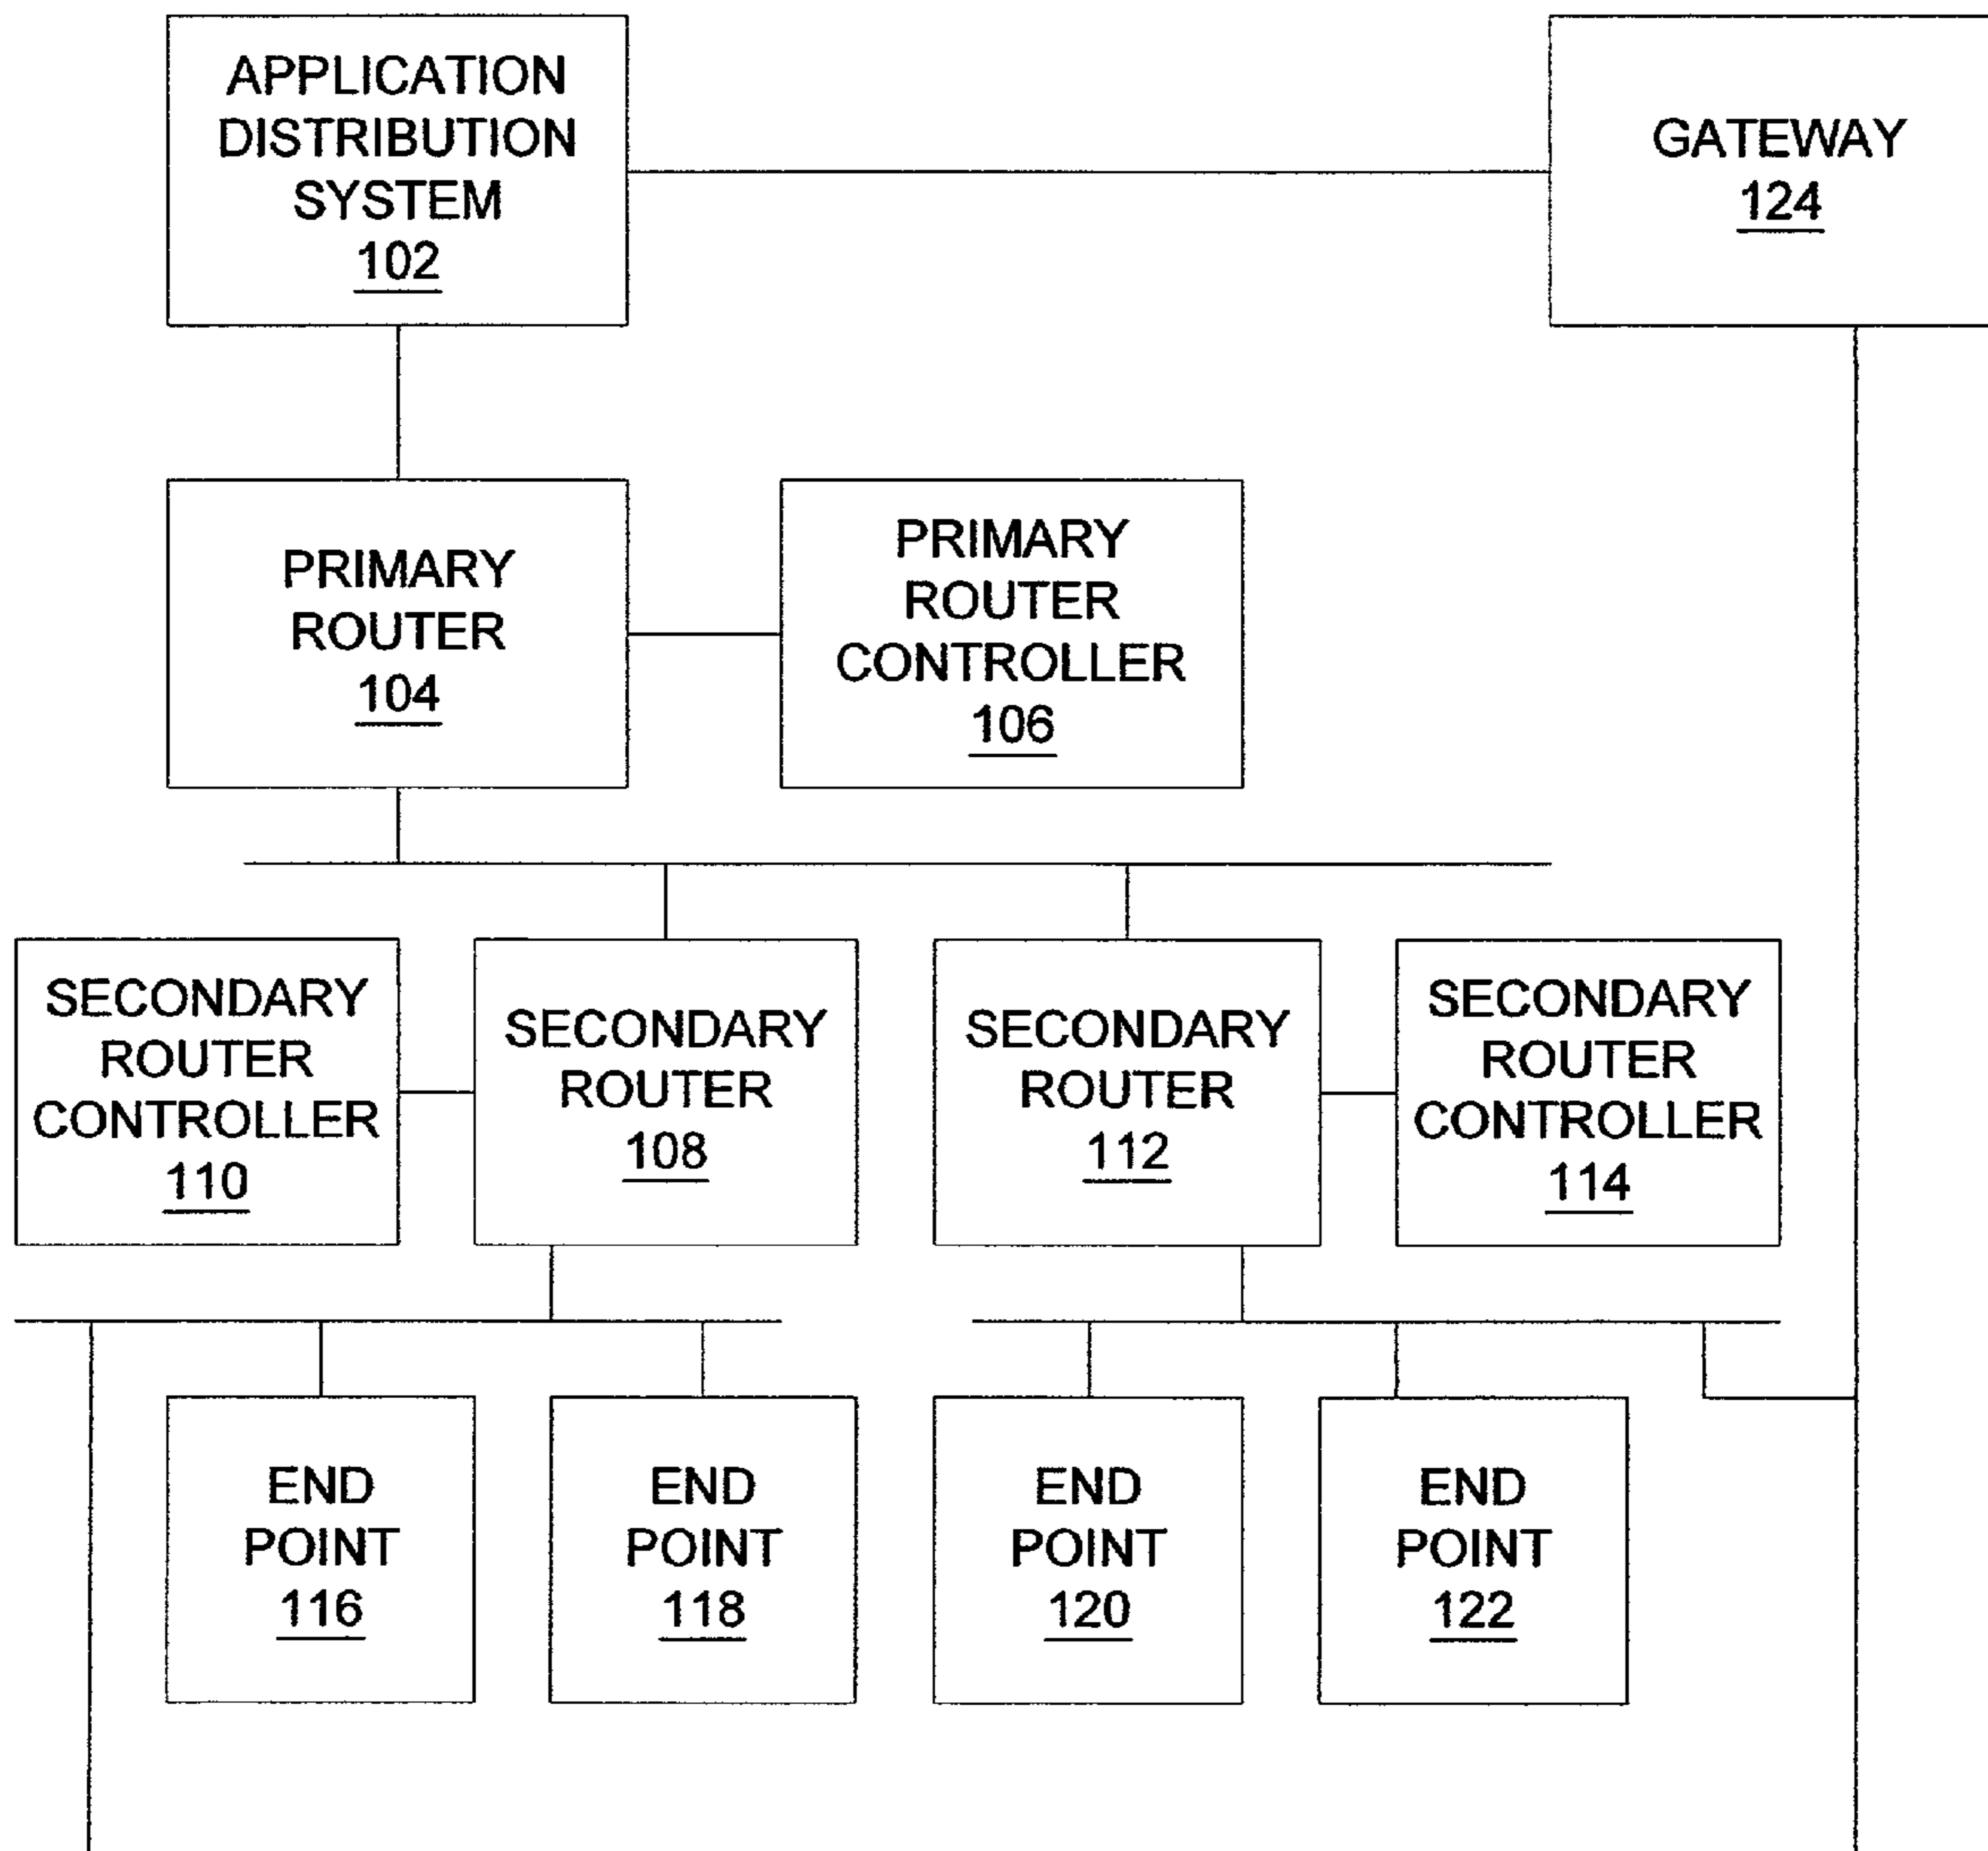 APPLICATION
DISTRIBUTION
SYSTEM
102
GATEWAY
124
PRIMARY
ROUTER
104
PRIMARY
ROUTER
CONTROLLER
106
SECONDARY
ROUTER
CONTROLLER
110
SECONDARY
ROUTER
108
SECONDARY
ROUTER
112
SECONDARY
ROUTER
CONTROLLER
114
END
POINT
116
END
POINT
118
END
POINT
120
END
POINT
122